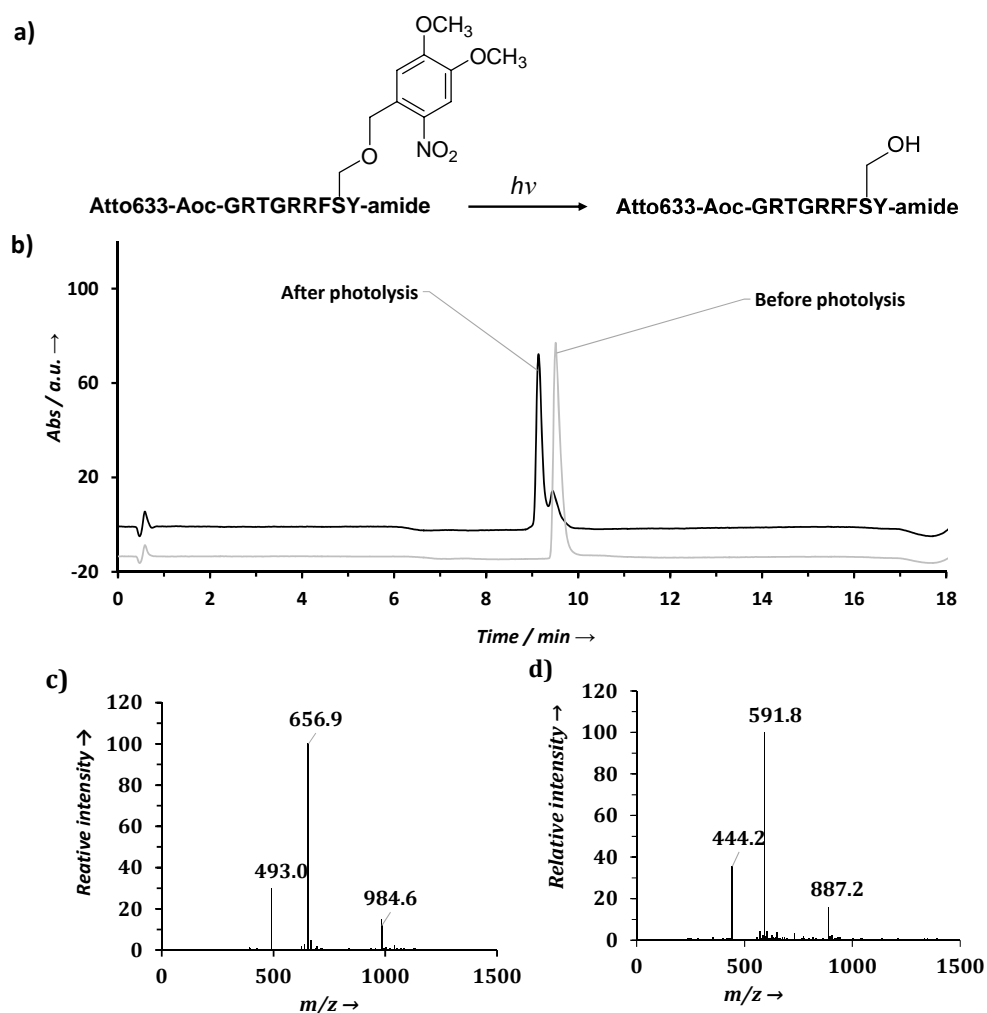 a)
OCH3
OCH3
O
NO2
Atto633-Aoc-GRTGRRFSY-amide
hν
OH
Atto633-Aoc-GRTGRRFSY-amide
b)
100
60
20
-20
Abs / a.u. →
After photolysis
Before photolysis
0 2 4 6 8 10 12 14 16 18
Time / min →
c)
120
100
80
60
40
20
0
Reative intensity →
656.9
493.0
984.6
0 500 1000 1500
m/z →
d)
120
100
80
60
40
20
0
Relative intensity →
591.8
444.2
887.2
0 500 1000 1500
m/z →